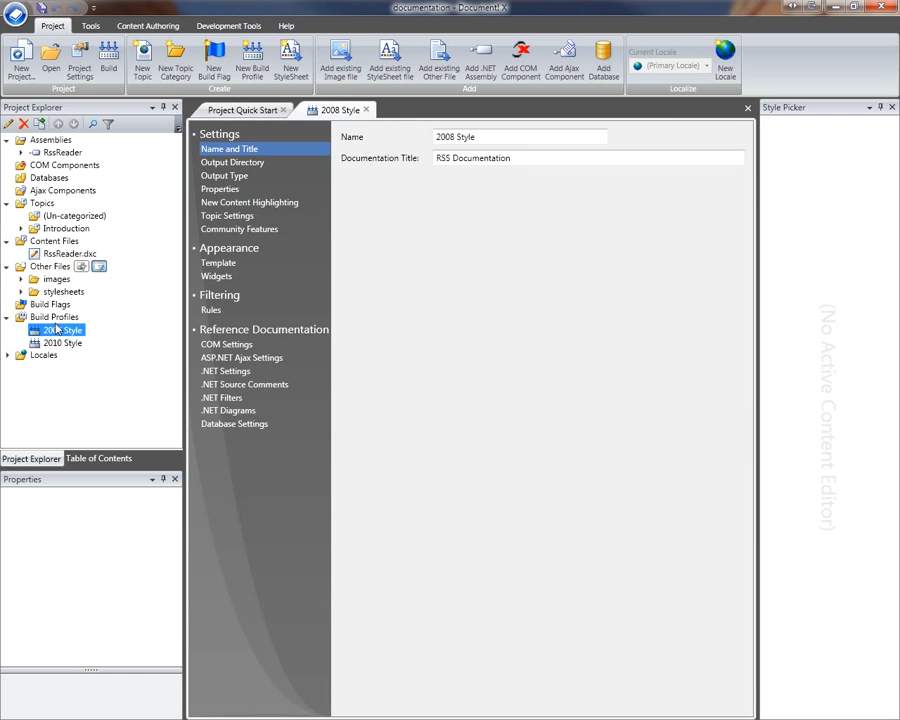 documentation - Document! X
Project Tools Content Authoring Development Tools Help
New Project... Open Project Settings Build
Project
New Topic New Topic Category New Build Flag New Build Profile New StyleSheet
Create
Add existing Image file Add existing StyleSheet file Add existing Other File Add .NET Assembly Add COM Component Add Ajax Component Add Database
Add
Current Locale
(Primary Locale)
New Locale
Localize
Project Explorer
Assemblies
RssReader
COM Components
Databases
Ajax Components
Topics
(Un-categorized)
Introduction
Content Files
RssReader.dxc
Other Files
images
stylesheets
Build Flags
Build Profiles
2008 Style
2010 Style
Locales
Project Explorer Table of Contents
Properties
Project Quick Start 2008 Style
Settings
Name and Title
Output Directory
Output Type
Properties
New Content Highlighting
Topic Settings
Community Features
Appearance
Template
Widgets
Filtering
Rules
Reference Documentation
COM Settings
ASP.NET Ajax Settings
.NET Settings
.NET Source Comments
.NET Filters
.NET Diagrams
Database Settings
Name 2008 Style
Documentation Title: RSS Documentation
Style Picker
(No Active Content Editor)